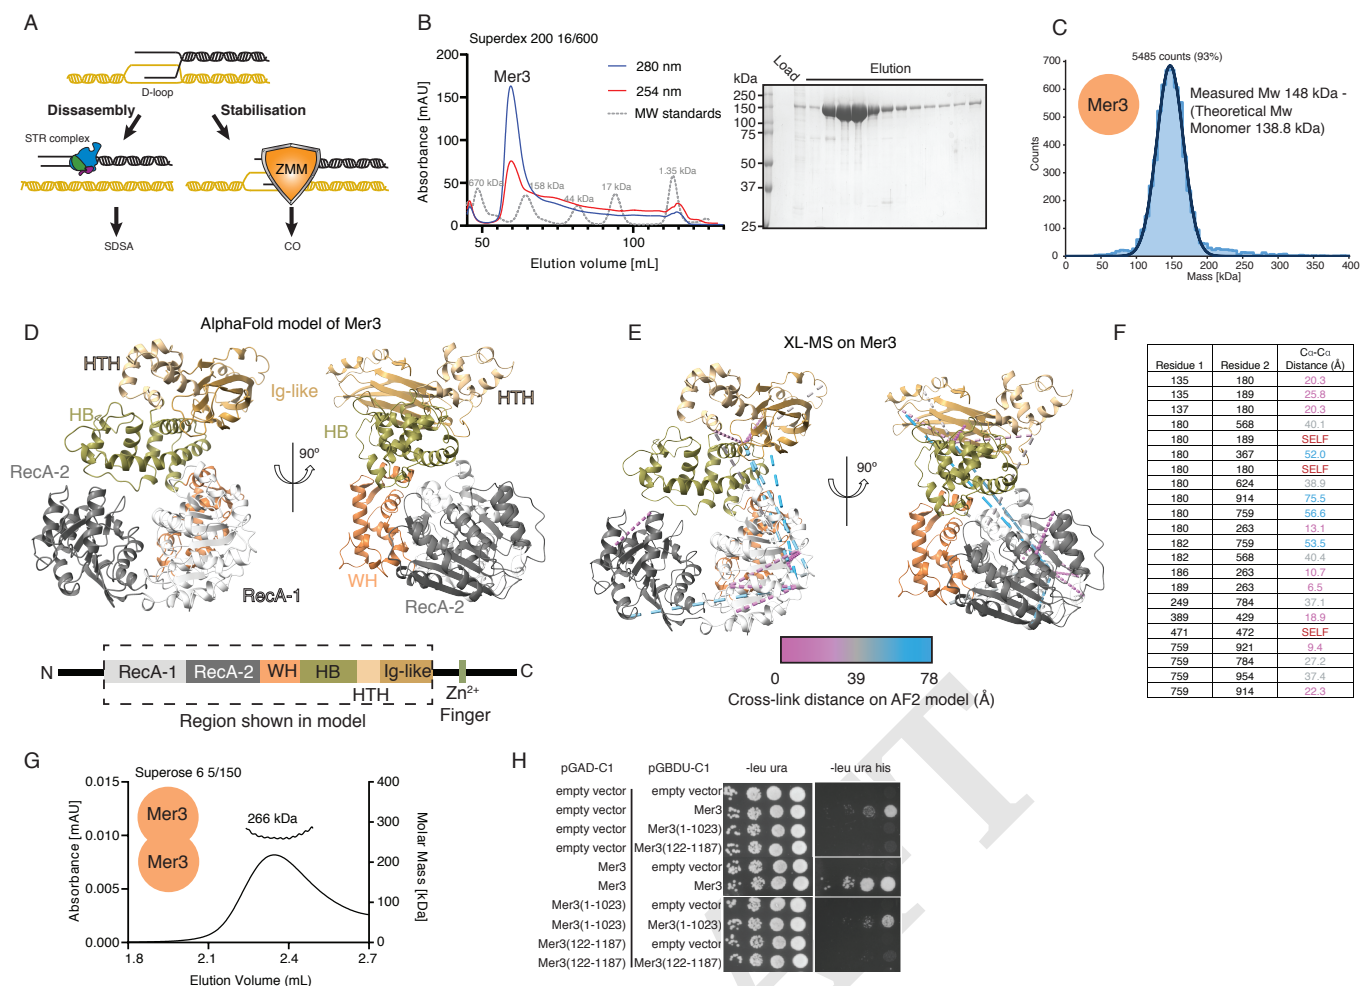 A
D-loop
Dissasembly
Stabilisation
STR complex
ZMM
SDSA
CO
B
Superdex 200 16/600
200
150
100
50
0
Absorbance [mAU]
Mer3
280 nm
254 nm
MW standards
670 kDa
158 kDa
44 kDa
17 kDa
1.35 kDa
50
100
Elution volume [mL]
kDa
Load
Elution
250
150
100
75
50
37
25
C
5485 counts (93%)
700
600
500
400
300
200
100
0
Counts
Mer3
Measured Mw 148 kDa -
(Theoretical Mw
Monomer 138.8 kDa)
0 50 100 150 200 250 300 350 400
Mass [kDa]
D
AlphaFold model of Mer3
HTH
Ig-like
HTH
HB
HB
RecA-2
90º
WH
RecA-1
RecA-2
N
RecA-1
RecA-2
WH
HB
Ig-like
C
HTH
Zn2+
Finger
Region shown in model
E
XL-MS on Mer3
90º
0 39 78
Cross-link distance on AF2 model (Å)
F
Residue 1 Residue 2 Cα-Cα Distance (Å)
135 180 20.3
135 189 25.8
137 180 20.3
180 568 40.1
180 189 SELF
180 367 52.0
180 180 SELF
180 624 38.9
180 914 75.5
180 759 56.6
180 263 13.1
182 759 53.5
182 568 40.4
186 263 10.7
189 263 6.5
249 784 37.1
389 429 18.9
471 472 SELF
759 921 9.4
759 784 27.2
759 954 37.4
759 914 22.3
G
Superose 6 5/150
0.015
0.010
0.005
0.000
Absorbance [mAU]
Mer3
Mer3
266 kDa
400
300
200
100
0
Molar Mass [kDa]
1.8 2.1 2.4 2.7
Elution Volume (mL)
H
pGAD-C1 pGBDU-C1 -leu ura -leu ura his
empty vector empty vector
empty vector Mer3
empty vector Mer3(1-1023)
empty vector Mer3(122-1187)
Mer3 empty vector
Mer3 Mer3
Mer3(1-1023) empty vector
Mer3(1-1023) Mer3(1-1023)
Mer3(122-1187) empty vector
Mer3(122-1187) Mer3(122-1187)